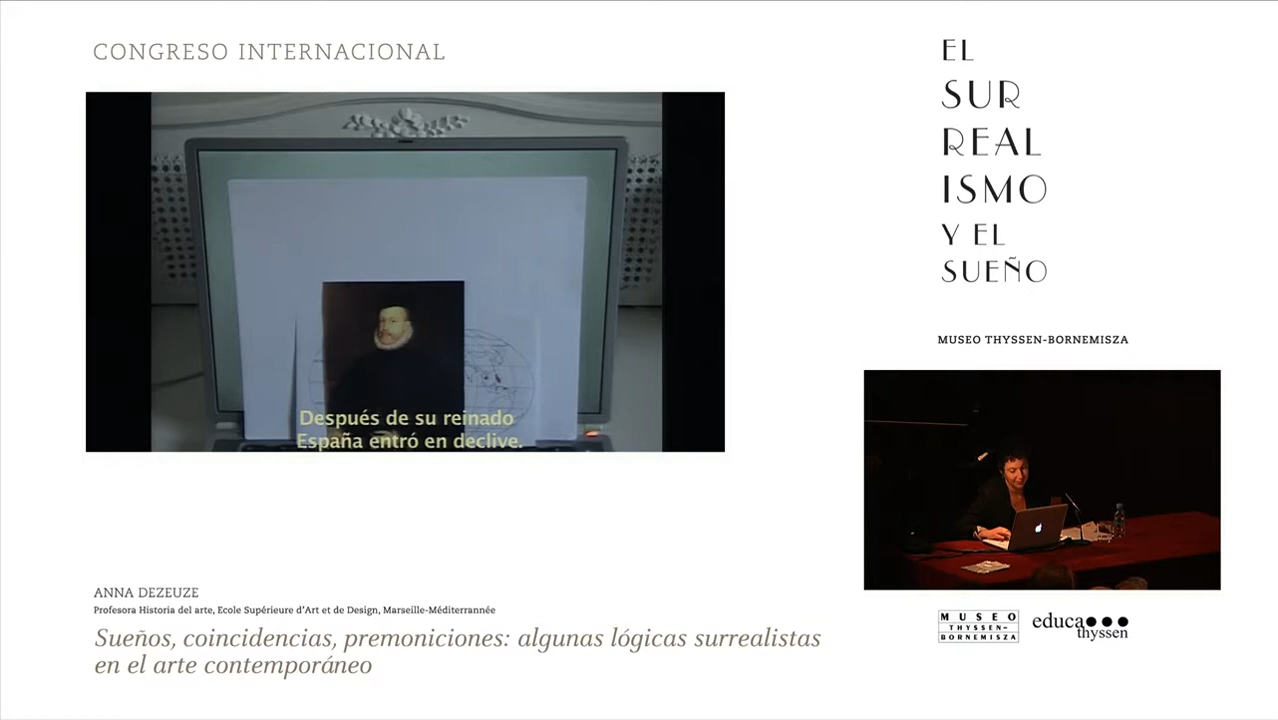 CONGRESO INTERNACIONAL
Después de su reinado
España entró en declive.
EL
SUR
REAL
ISMO
Y EL
SUEÑO
MUSEO THYSSEN-BORNEMISZA
ANNA DEZEUZE
Profesora Historia del arte, Ecole Supérieure d'Art et de Design, Marseille-Méditerrannée
Sueños, coincidencias, premoniciones: algunas lógicas surrealistas
en el arte contemporáneo
MUSEO
THYSSEN-
BORNEMISZA
educa
thyssen